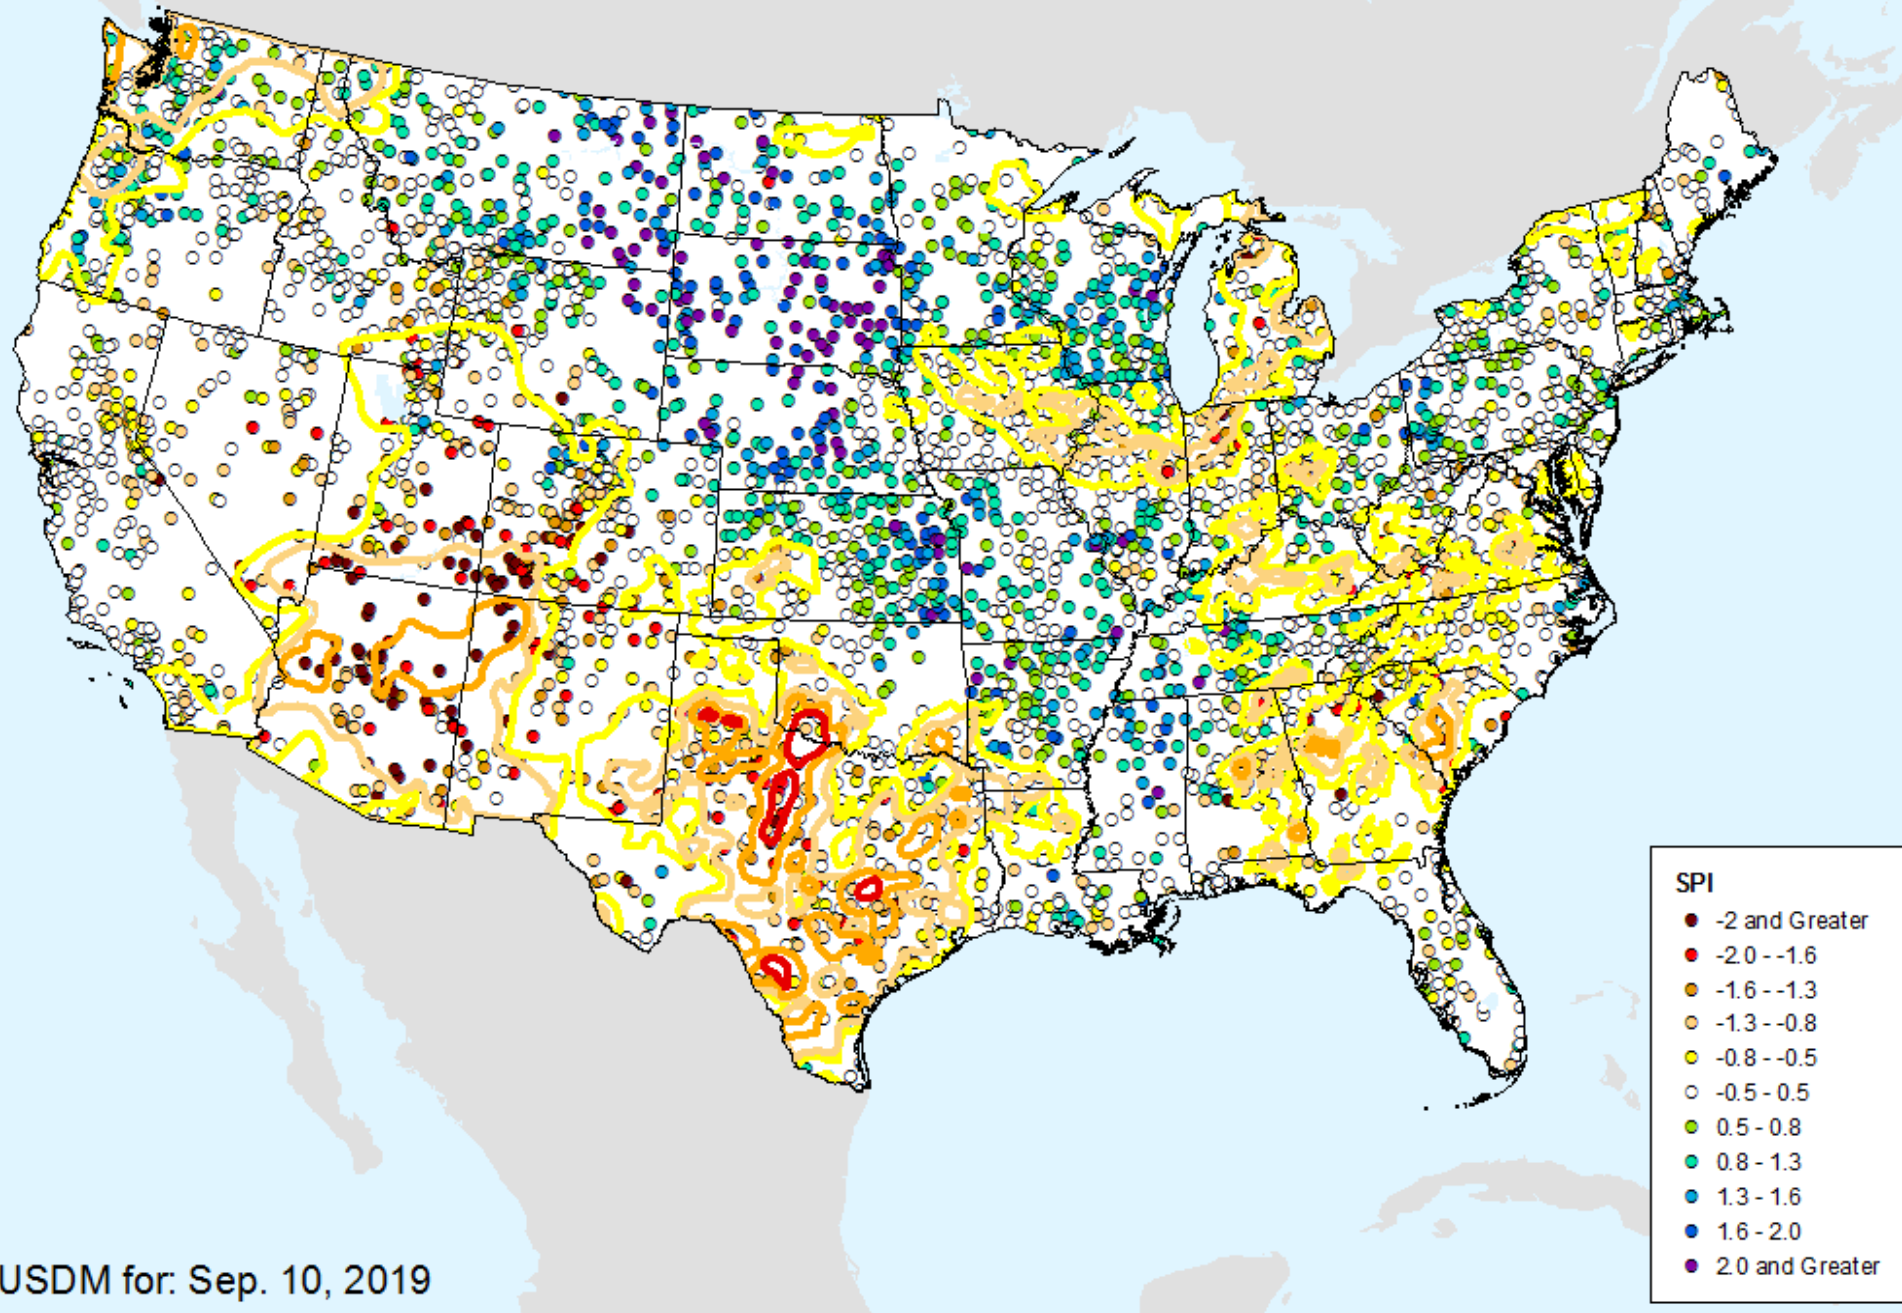 SPI
-2 and Greater
-2.0 - -1.6
-1.6 - -1.3
-1.3 - -0.8
-0.8 - -0.5
-0.5 - 0.5
0.5 - 0.8
0.8 - 1.3
1.3 - 1.6
1.6 - 2.0
2.0 and Greater
USDM for: Sep. 10, 2019